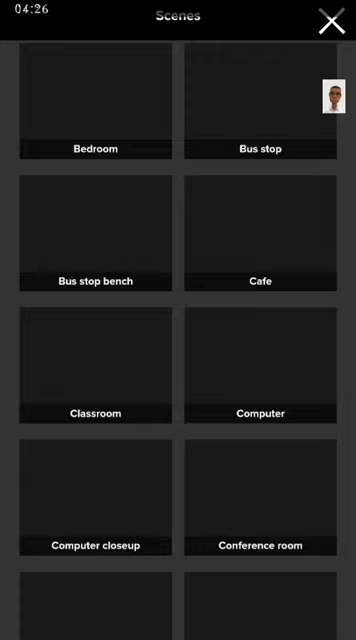 04:26
Scenes
Bedroom
Bus stop
Bus stop bench
Cafe
Classroom
Computer
Computer closeup
Conference room